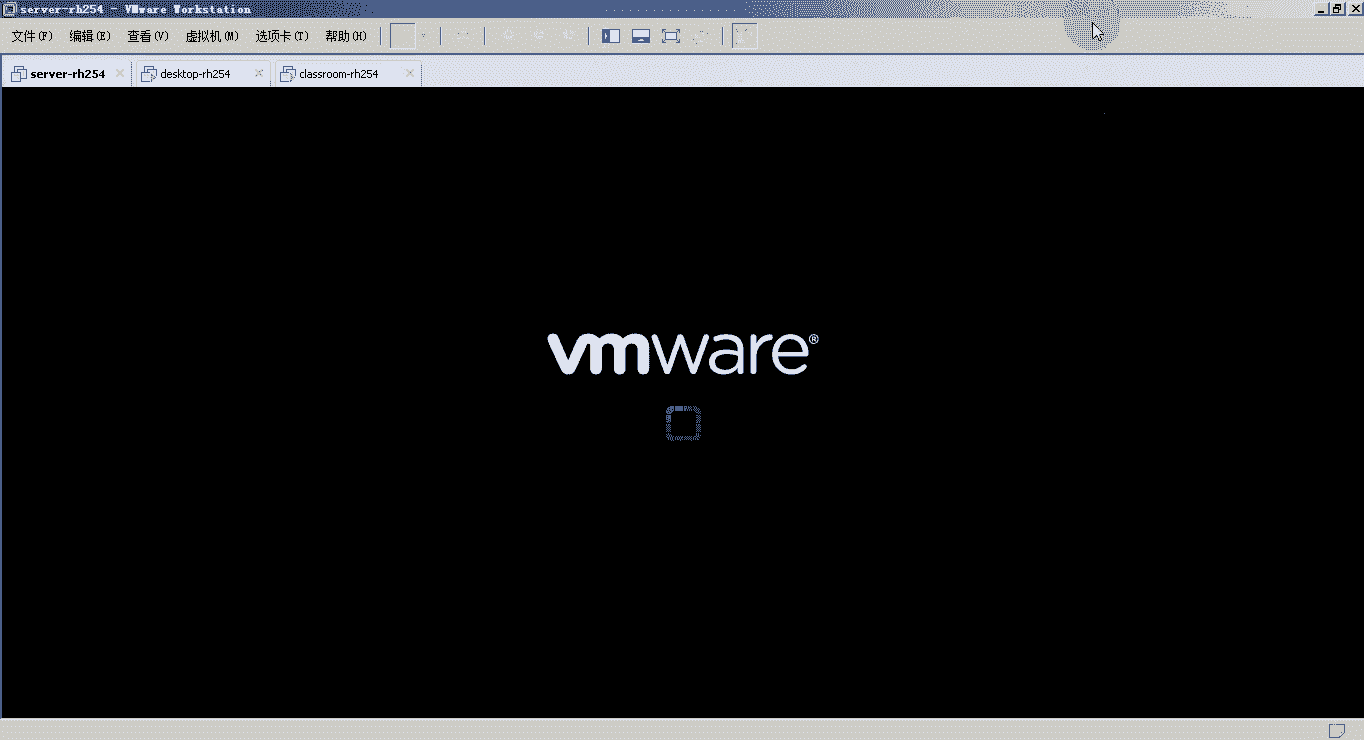 server-rh254 - VMware Workstation
文件(F) 编辑(E) 查看(V) 虚拟机(M) 选项卡(T) 帮助(H)
server-rh254 desktop-rh254 classroom-rh254
vmware®